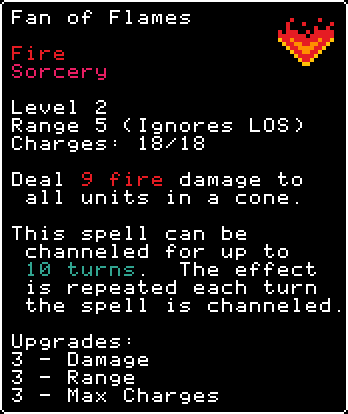 Fan of Flames
Fire
Sorcery
Level 2
Range 5 (Ignores LOS)
Charges: 18/18
Deal 9 fire damage to
all units in a cone.
This spell can be
channeled for up to
10 turns.  The effect
is repeated each turn
the spell is channeled.
Upgrades:
3 - Damage
3 - Range
3 - Max Charges